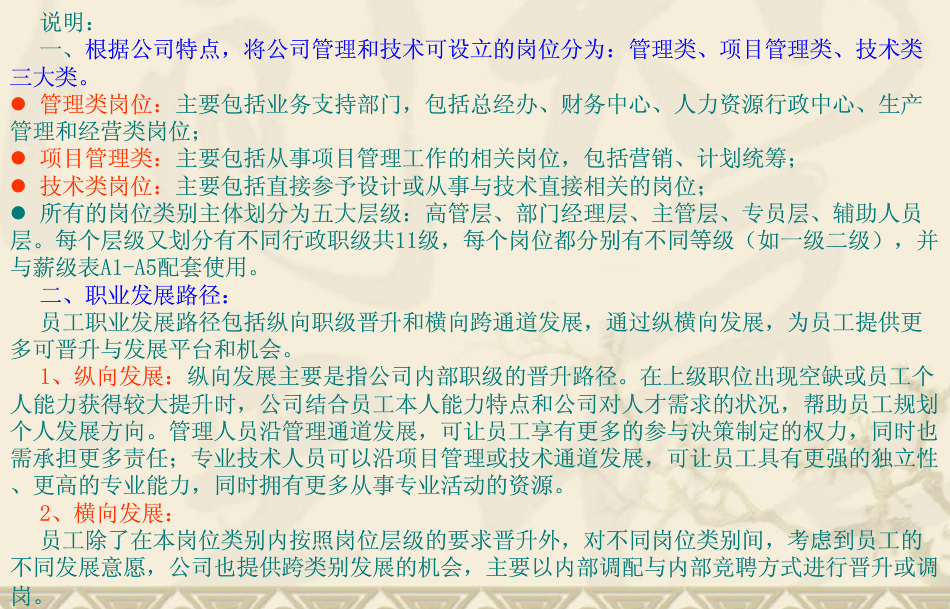 说明：
一、根据公司特点，将公司管理和技术可设立的岗位分为：管理类、项目管理类、技术类
三大类。
● 管理类岗位：主要包括业务支持部门，包括总经办、财务中心、人力资源行政中心、生产
管理和经营类岗位；
● 项目管理类：主要包括从事项目管理工作的相关岗位，包括营销、计划统筹；
● 技术类岗位：主要包括直接参予设计或从事与技术直接相关的岗位；
● 所有的岗位类别主体划分为五大层级：高管层、部门经理层、主管层、专员层、辅助人员
层。每个层级又划分有不同行政职级共11级，每个岗位都分别有不同等级（如一级二级），并
与薪级表A1-A5配套使用。
二、职业发展路径：
员工职业发展路径包括纵向职级晋升和横向跨通道发展，通过纵横向发展，为员工提供更
多可晋升与发展平台和机会。
1、纵向发展：纵向发展主要是指公司内部职级的晋升路径。在上级职位出现空缺或员工个
人能力获得较大提升时，公司结合员工本人能力特点和公司对人才需求的状况，帮助员工规划
个人发展方向。管理人员沿管理通道发展，可让员工享有更多的参与决策制定的权力，同时也
需承担更多责任；专业技术人员可以沿项目管理或技术通道发展，可让员工具有更强的独立性
、更高的专业能力，同时拥有更多从事专业活动的资源。
2、横向发展：
员工除了在本岗位类别内按照岗位层级的要求晋升外，对不同岗位类别间，考虑到员工的
不同发展意愿，公司也提供跨类别发展的机会，主要以内部调配与内部竞聘方式进行晋升或调
岗。